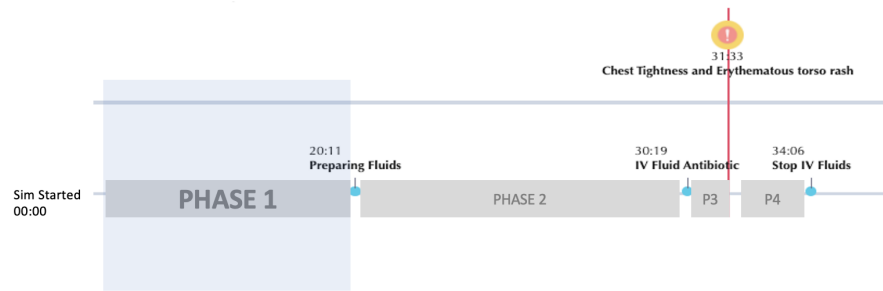 31:33
Chest Tightness and Erythematous torso rash
20:11
Preparing Fluids
30:19
IV Fluid Antibiotic
34:06
Stop IV Fluids
Sim Started
00:00
PHASE 1
PHASE 2
P3
P4